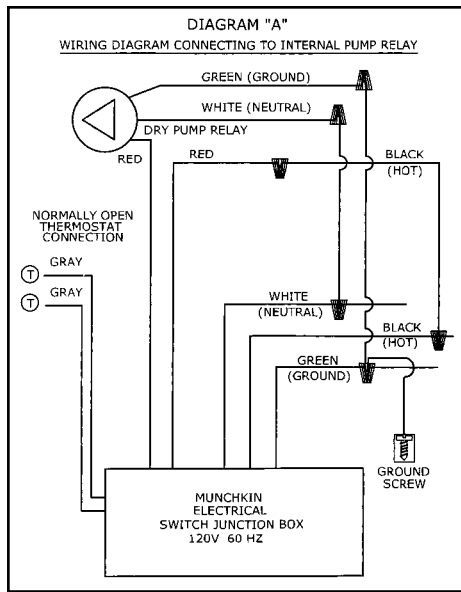 DIAGRAM "A"
WIRING DIAGRAM CONNECTING TO INTERNAL PUMP RELAY
GREEN (GROUND)
WHITE (NEUTRAL)
DRY PUMP RELAY
RED
RED
BLACK
(HOT)
NORMALLY OPEN
THERMOSTAT
CONNECTION
GRAY
T
GRAY
T
WHITE
(NEUTRAL)
BLACK
(HOT)
GREEN
(GROUND)
GROUND
SCREW
MUNCHKIN
ELECTRICAL
SWITCH JUNCTION BOX
120V 60 HZ